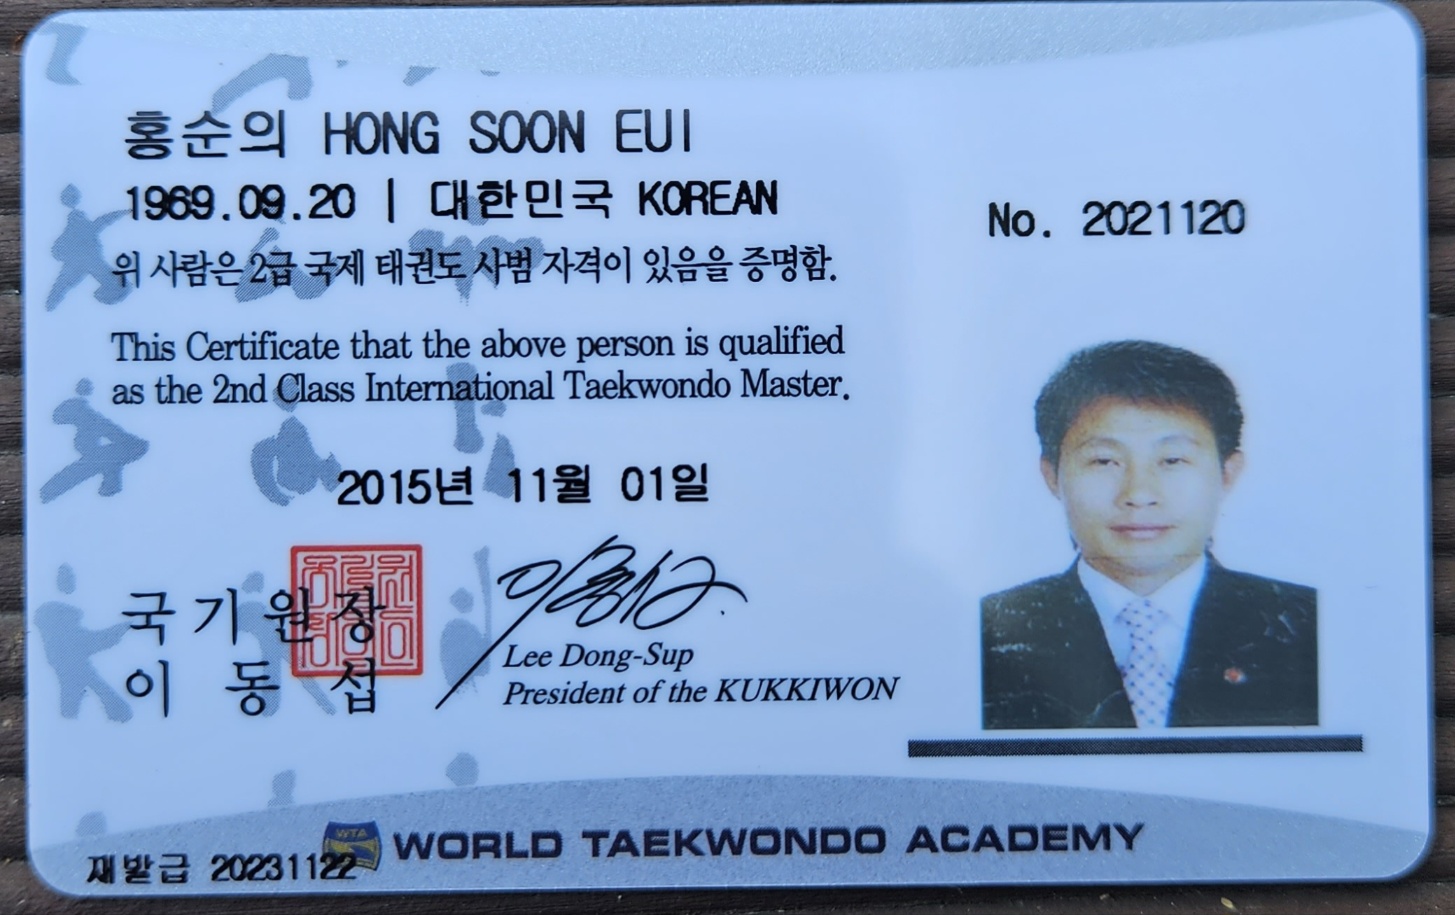 홍순의 HONG SOON EUI
1969.09.20 | 대한민국 KOREAN
No. 2021120
위 사람은 2급 국제 태권도 사범 자격이 있음을 증명함.
This Certificate that the above person is qualified
as the 2nd Class International Taekwondo Master.
2015년 11월 01일
국기원장
이동섭
Lee Dong-Sup
President of the KUKKIWON
WTA WORLD TAEKWONDO ACADEMY
재발급 20231122